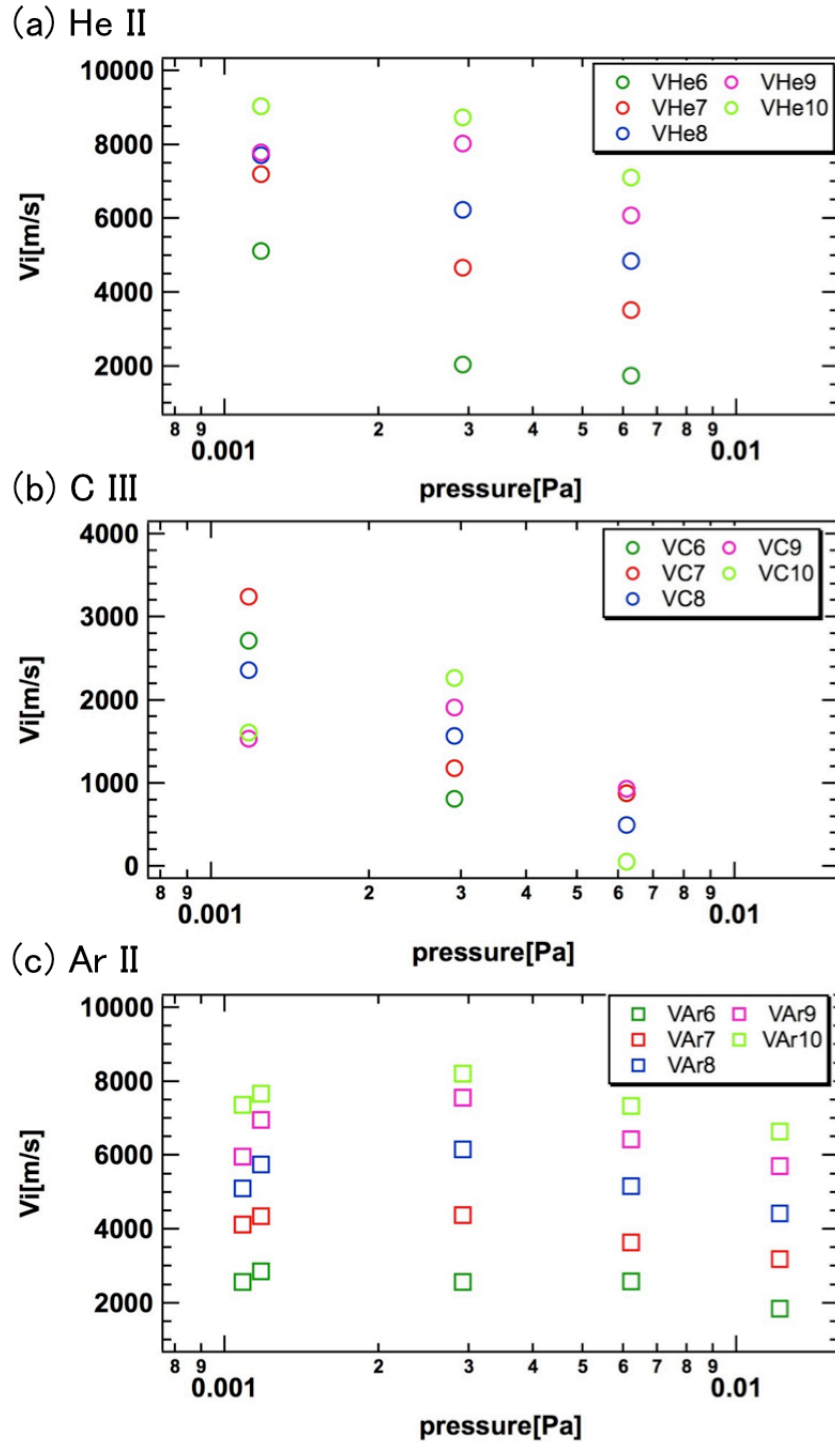 (a) He II
10000
8000
6000
4000
2000
Vi[m/s]
VHe6 VHe9
VHe7 VHe10
VHe8
8 9 2 3 4 5 6 7 8 9
0.001 0.01
pressure[Pa]
(b) C III
4000
3000
2000
1000
0
Vi[m/s]
VC6 VC9
VC7 VC10
VC8
8 9 2 3 4 5 6 7 8 9
0.001 0.01
pressure[Pa]
(c) Ar II
10000
8000
6000
4000
2000
Vi[m/s]
VAr6 VAr9
VAr7 VAr10
VAr8
8 9 2 3 4 5 6 7 8 9
0.001 0.01
pressure[Pa]